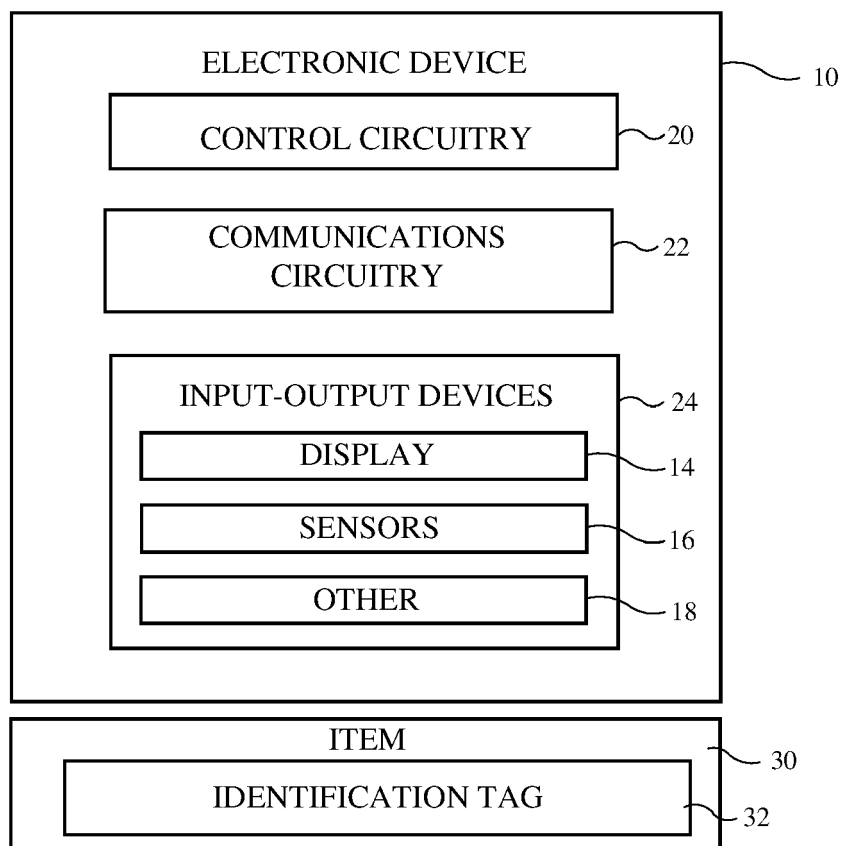 ELECTRONIC DEVICE
10
CONTROL CIRCUITRY
20
COMMUNICATIONS
CIRCUITRY
22
INPUT-OUTPUT DEVICES
24
DISPLAY
14
SENSORS
16
OTHER
18
ITEM
30
IDENTIFICATION TAG
32